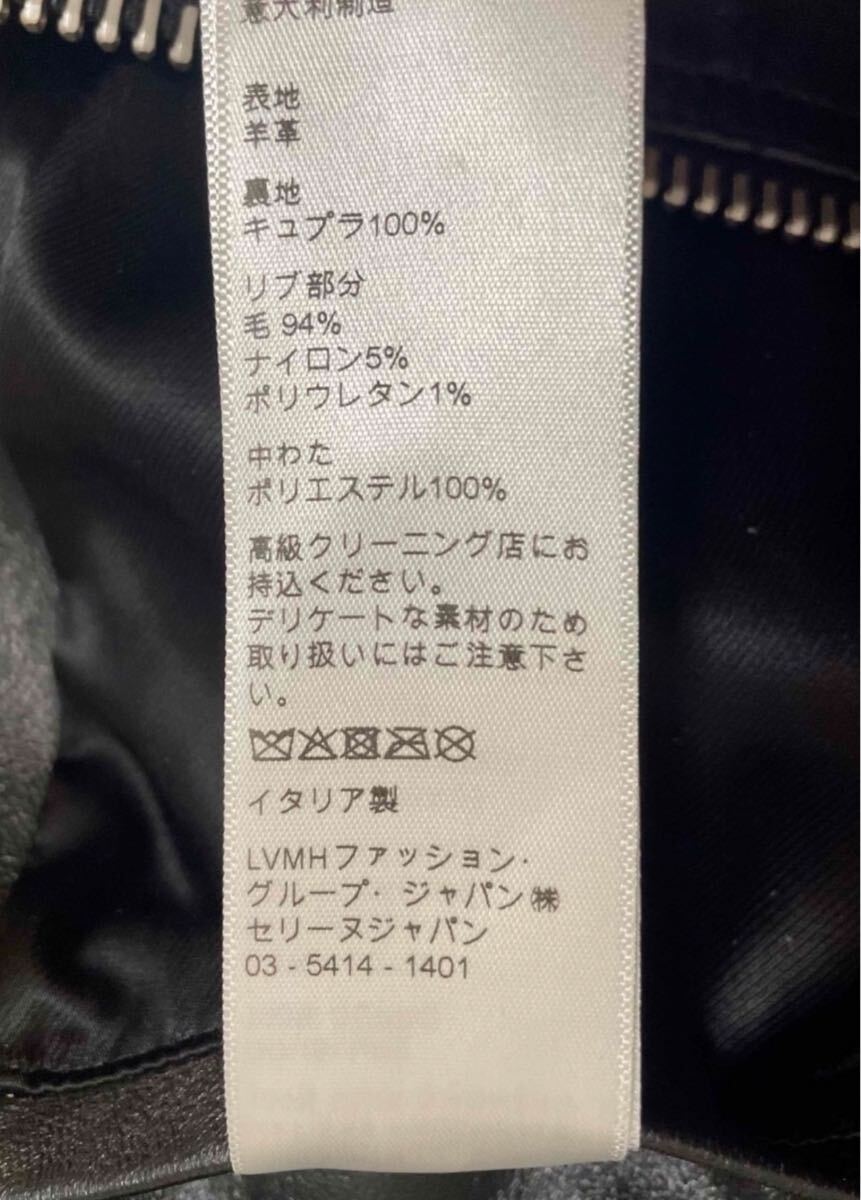 意大利制造
表地
羊革
裏地
キュプラ100%
リブ部分
毛 94%
ナイロン5%
ポリウレタン1%
中わた
ポリエステル100%
高級クリーニング店にお
持込ください。
デリケートな素材のため
取り扱いにはご注意下さ
い。
イタリア製
LVMHファッション・
グループ・ジャパン㈱
セリーヌジャパン
03 - 5414 - 1401